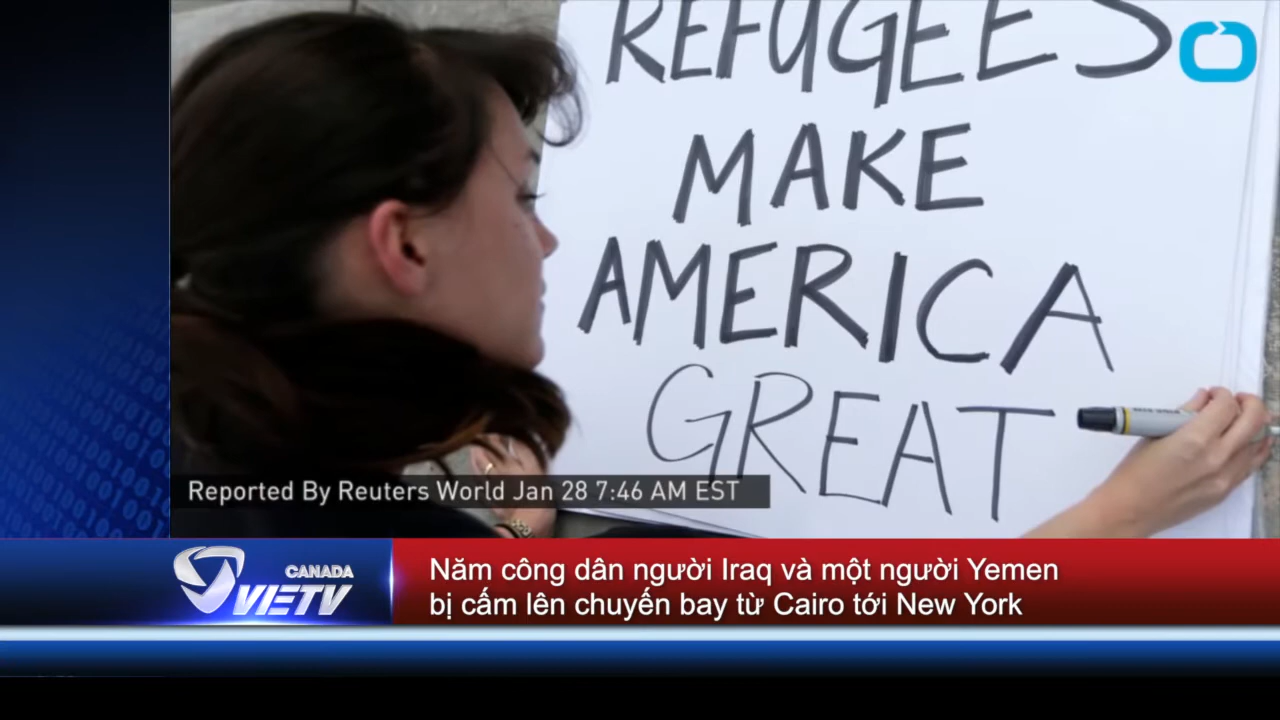 REFUGEES
MAKE
AMERICA
GREAT
Reported By Reuters World Jan 28 7:46 AM EST
CANADA
VIETV
Năm công dân người Iraq và một người Yemen
bị cấm lên chuyến bay từ Cairo tới New York